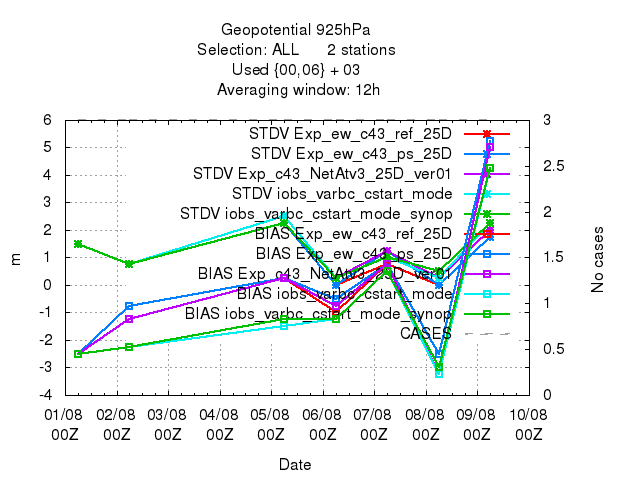 Geopotential 925hPa
Selection: ALL 2 stations
Used {00,06} + 03
Averaging window: 12h
6
5
4
3
2
1
0
-1
-2
-3
-4
m
3
2.5
2
1.5
1
0.5
0
No cases
STDV Exp_ew_c43_ref_25D
STDV Exp_ew_c43_ps_25D
STDV Exp_c43_NetAtv3_25D_ver01
STDV iobs_varbc_cstart_mode
STDV iobs_varbc_cstart_mode_synop
BIAS Exp_ew_c43_ref_25D
BIAS Exp_ew_c43_ps_25D
BIAS Exp_c43_NetAtv3_25D_ver01
BIAS iobs_varbc_cstart_mode
BIAS iobs_varbc_cstart_mode_synop
CASES
01/08 02/08 03/08 04/08 05/08 06/08 07/08 08/08 09/08 10/08
00Z 00Z 00Z 00Z 00Z 00Z 00Z 00Z 00Z 00Z
Date